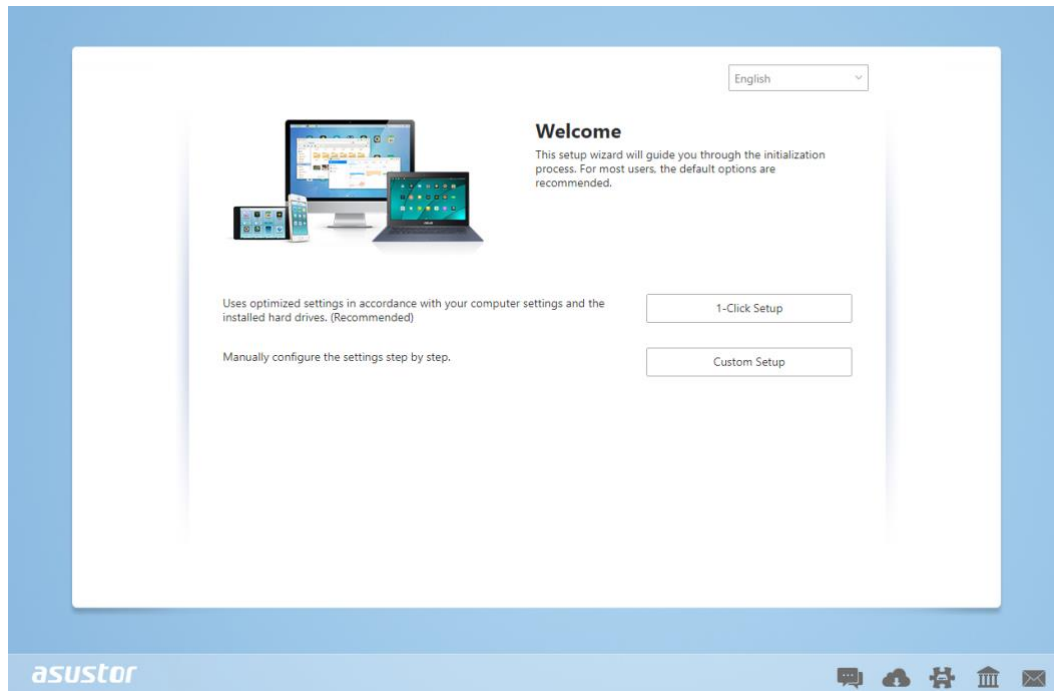 English
Welcome
This setup wizard will guide you through the initialization
process. For most users, the default options are
recommended.
Uses optimized settings in accordance with your computer settings and the
installed hard drives. (Recommended)
1-Click Setup
Manually configure the settings step by step.
Custom Setup
asustor